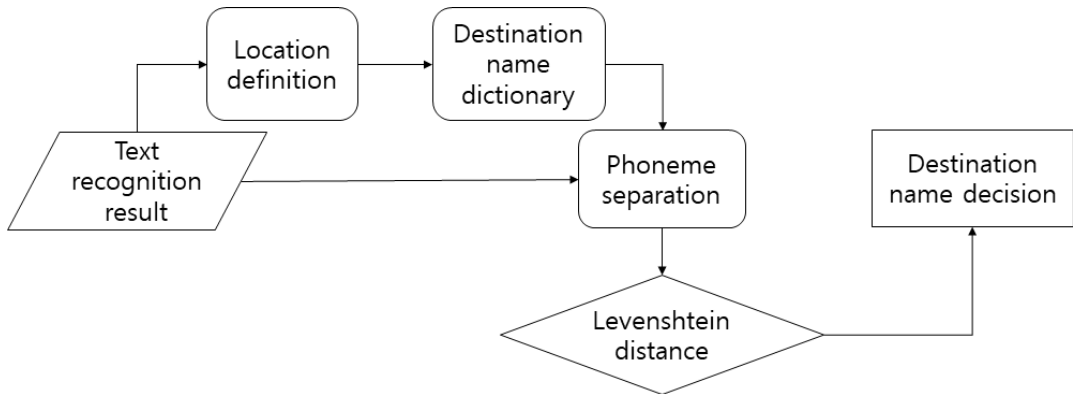 Location
definition
Destination
name
dictionary
Text
recognition
result
Phoneme
separation
Destination
name decision
Levenshtein
distance